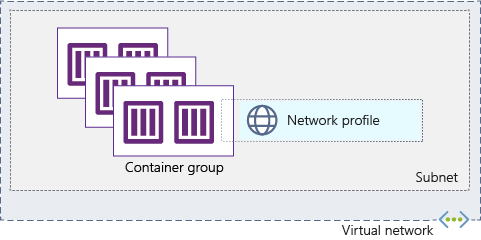 Network profile
Container group
Subnet
Virtual network